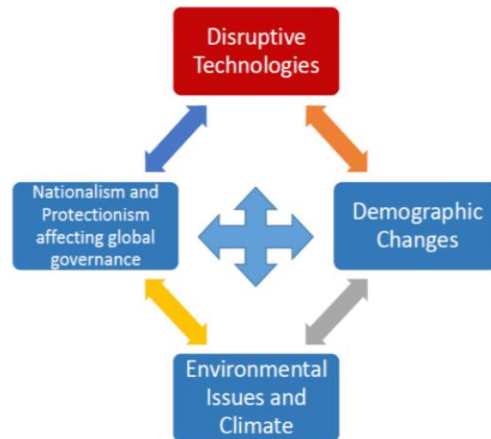 Disruptive
Technologies
Nationalism and
Protectionism
affecting global
governance
Demographic
Changes
Environmental
Issues and
Climate